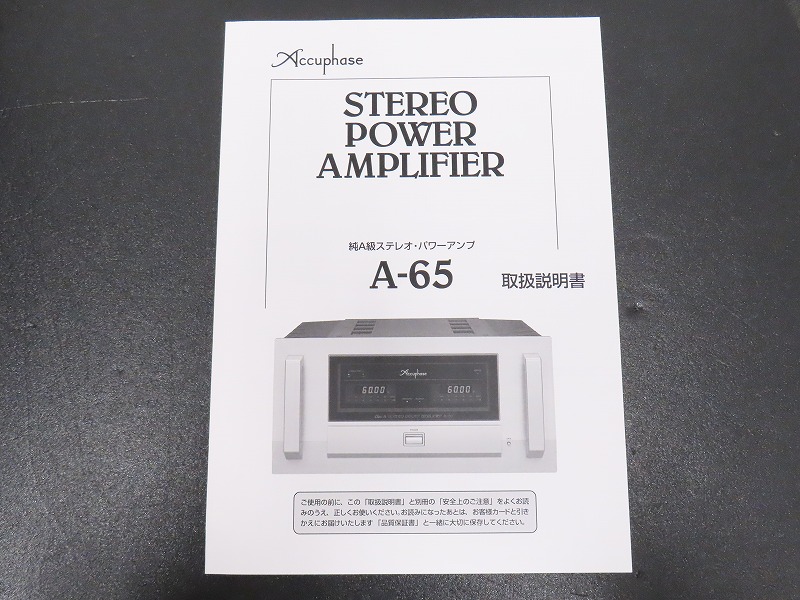 Accuphase
STEREO
POWER
AMPLIFIER
純A級ステレオ・パワーアンプ
A-65
取扱説明書
Accuphase
60.00
60.00
ご使用の前に、この「取扱説明書」と別冊の「安全上のご注意」をよくお読
みのうえ、正しくお使いください。お読みになったあとは、お客様カードと引き
かえにお届けいたします「品質保証書」と一緒に大切に保存してください。